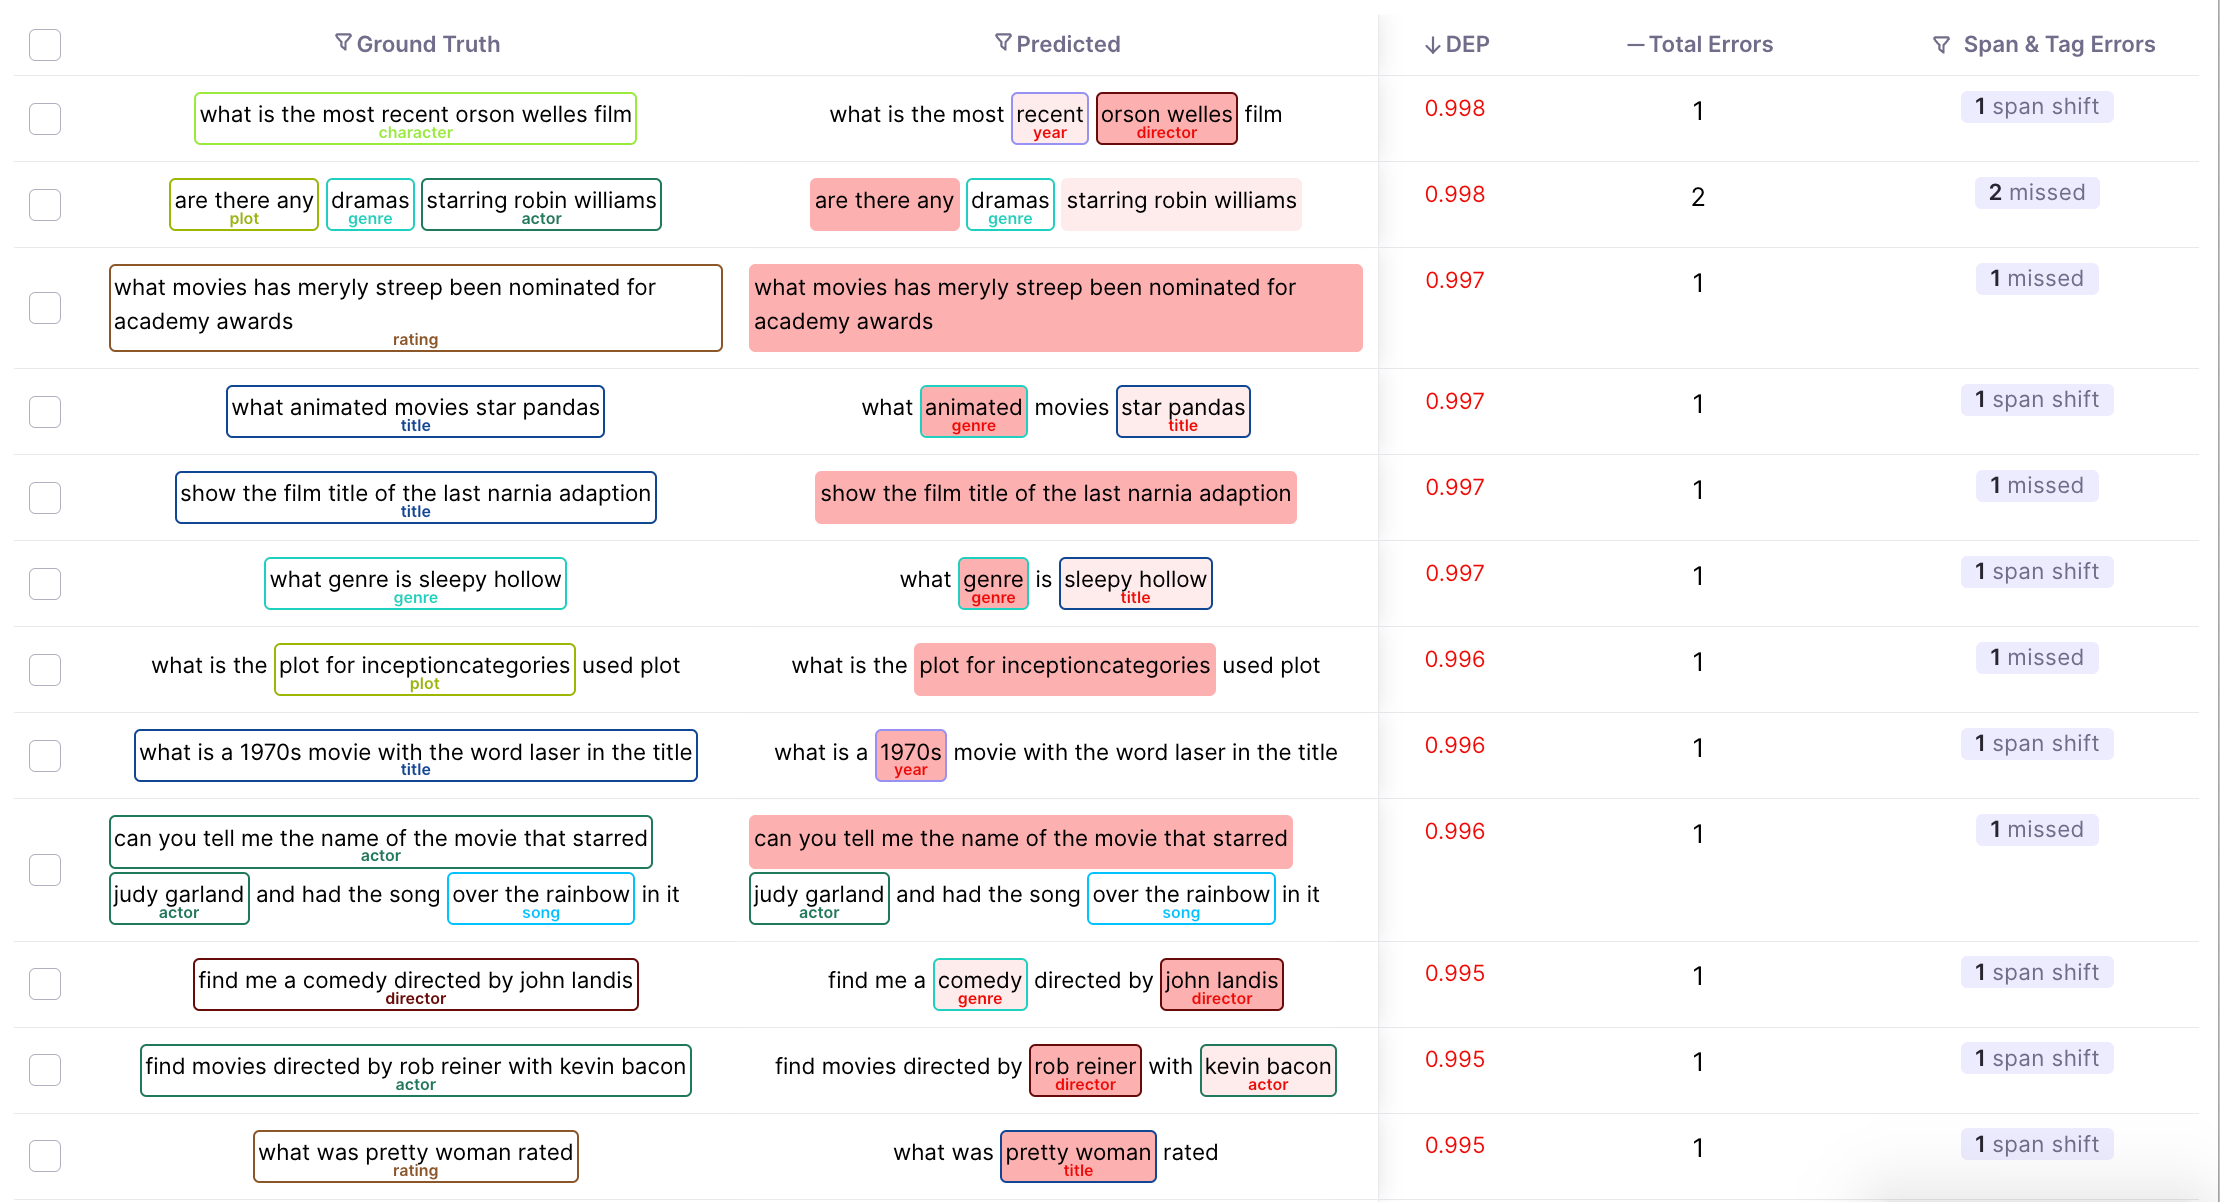 Ground Truth Predicted DEP Total Errors Span & Tag Errors
what is the most recent orson welles film what is the most recent orson welles film 0.998 1 1 span shift
character year director
are there any dramas starring robin williams are there any dramas starring robin williams 0.998 2 2 missed
plot genre actor genre
what movies has meryly streep been nominated for what movies has meryly streep been nominated for 0.997 1 1 missed
academy awards academy awards
rating
what animated movies star pandas what animated movies star pandas 0.997 1 1 span shift
title genre title
show the film title of the last narnia adaption show the film title of the last narnia adaption 0.997 1 1 missed
title
what genre is sleepy hollow what genre is sleepy hollow 0.997 1 1 span shift
genre genre title
what is the plot for inceptioncategories used plot what is the plot for inceptioncategories used plot 0.996 1 1 missed
plot
what is a 1970s movie with the word laser in the title what is a 1970s movie with the word laser in the title 0.996 1 1 span shift
title year
can you tell me the name of the movie that starred can you tell me the name of the movie that starred 0.996 1 1 missed
actor
judy garland and had the song over the rainbow in it judy garland and had the song over the rainbow in it
actor song actor song
find me a comedy directed by john landis find me a comedy directed by john landis 0.995 1 1 span shift
director genre director
find movies directed by rob reiner with kevin bacon find movies directed by rob reiner with kevin bacon 0.995 1 1 span shift
actor director actor
what was pretty woman rated what was pretty woman rated 0.995 1 1 span shift
rating title